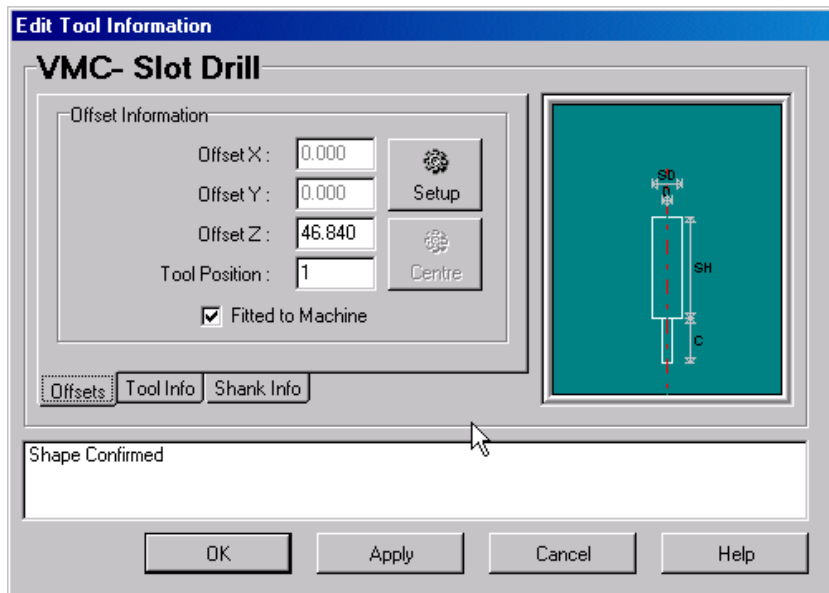 Edit Tool Information
VMC- Slot Drill
Offset Information
Offset X : 0.000
Setup
Offset Y : 0.000
Offset Z : 46.840
Centre
Tool Position : 1
Fitted to Machine
Offsets Tool Info Shank Info
SD
D
SH
C
Shape Confirmed
OK Apply Cancel Help